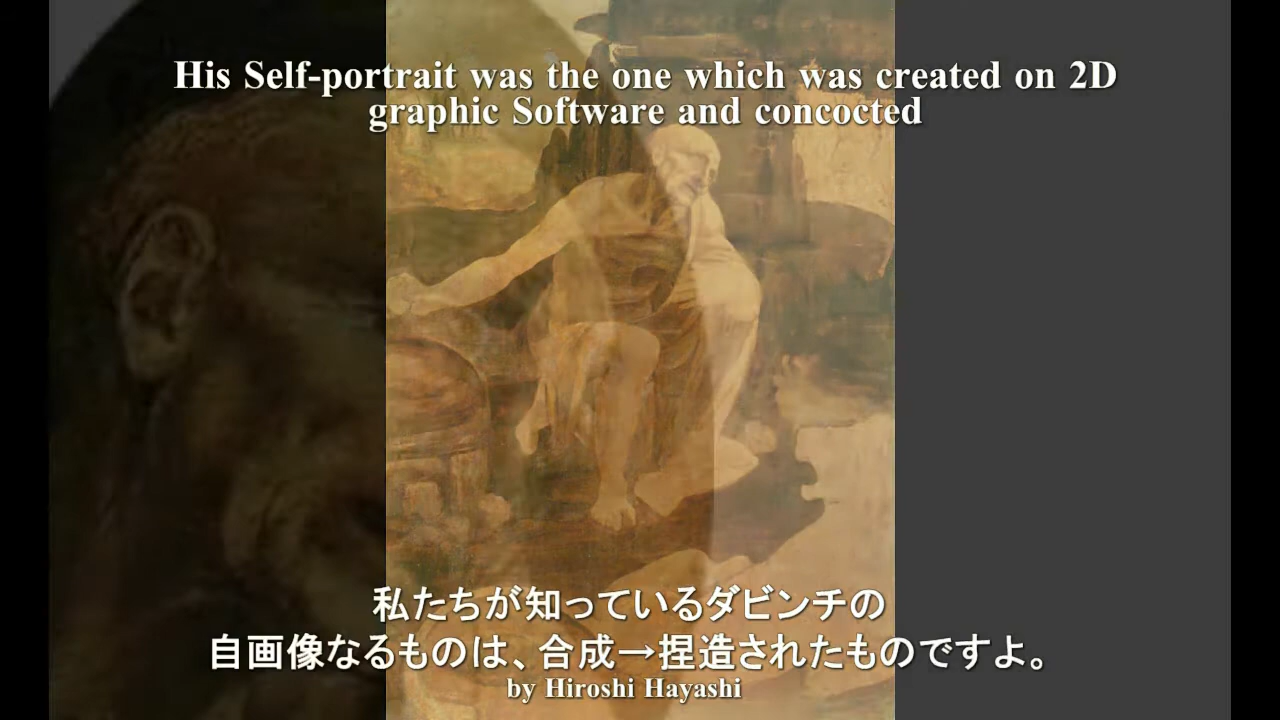 His Self-portrait was the one which was created on 2D
graphic Software and concocted
私たちが知っているダビンチの
自画像なるものは、合成→捏造されたものですよ。
by Hiroshi Hayashi